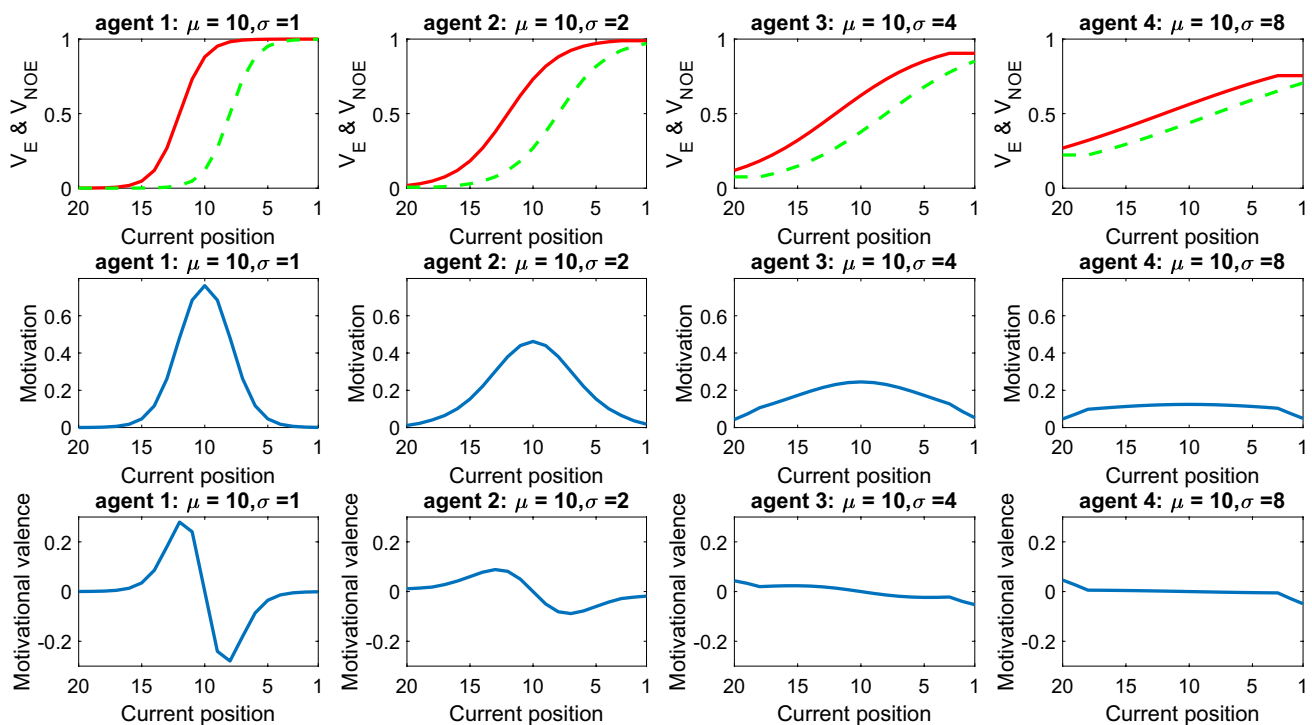 agent 1: μ = 10,σ =1
agent 2: μ = 10,σ =2
agent 3: μ = 10,σ =4
agent 4: μ = 10,σ =8
V_E & V_NOE
1
0.5
0
20 15 10 5 1
Current position
V_E & V_NOE
1
0.5
0
20 15 10 5 1
Current position
V_E & V_NOE
1
0.5
0
20 15 10 5 1
Current position
V_E & V_NOE
1
0.5
0
20 15 10 5 1
Current position
agent 1: μ = 10,σ =1
agent 2: μ = 10,σ =2
agent 3: μ = 10,σ =4
agent 4: μ = 10,σ =8
Motivation
0.6
0.4
0.2
0
20 15 10 5 1
Current position
Motivation
0.6
0.4
0.2
0
20 15 10 5 1
Current position
Motivation
0.6
0.4
0.2
0
20 15 10 5 1
Current position
Motivation
0.6
0.4
0.2
0
20 15 10 5 1
Current position
agent 1: μ = 10,σ =1
agent 2: μ = 10,σ =2
agent 3: μ = 10,σ =4
agent 4: μ = 10,σ =8
Motivational valence
0.2
0
-0.2
20 15 10 5 1
Current position
Motivational valence
0.2
0
-0.2
20 15 10 5 1
Current position
Motivational valence
0.2
0
-0.2
20 15 10 5 1
Current position
Motivational valence
0.2
0
-0.2
20 15 10 5 1
Current position